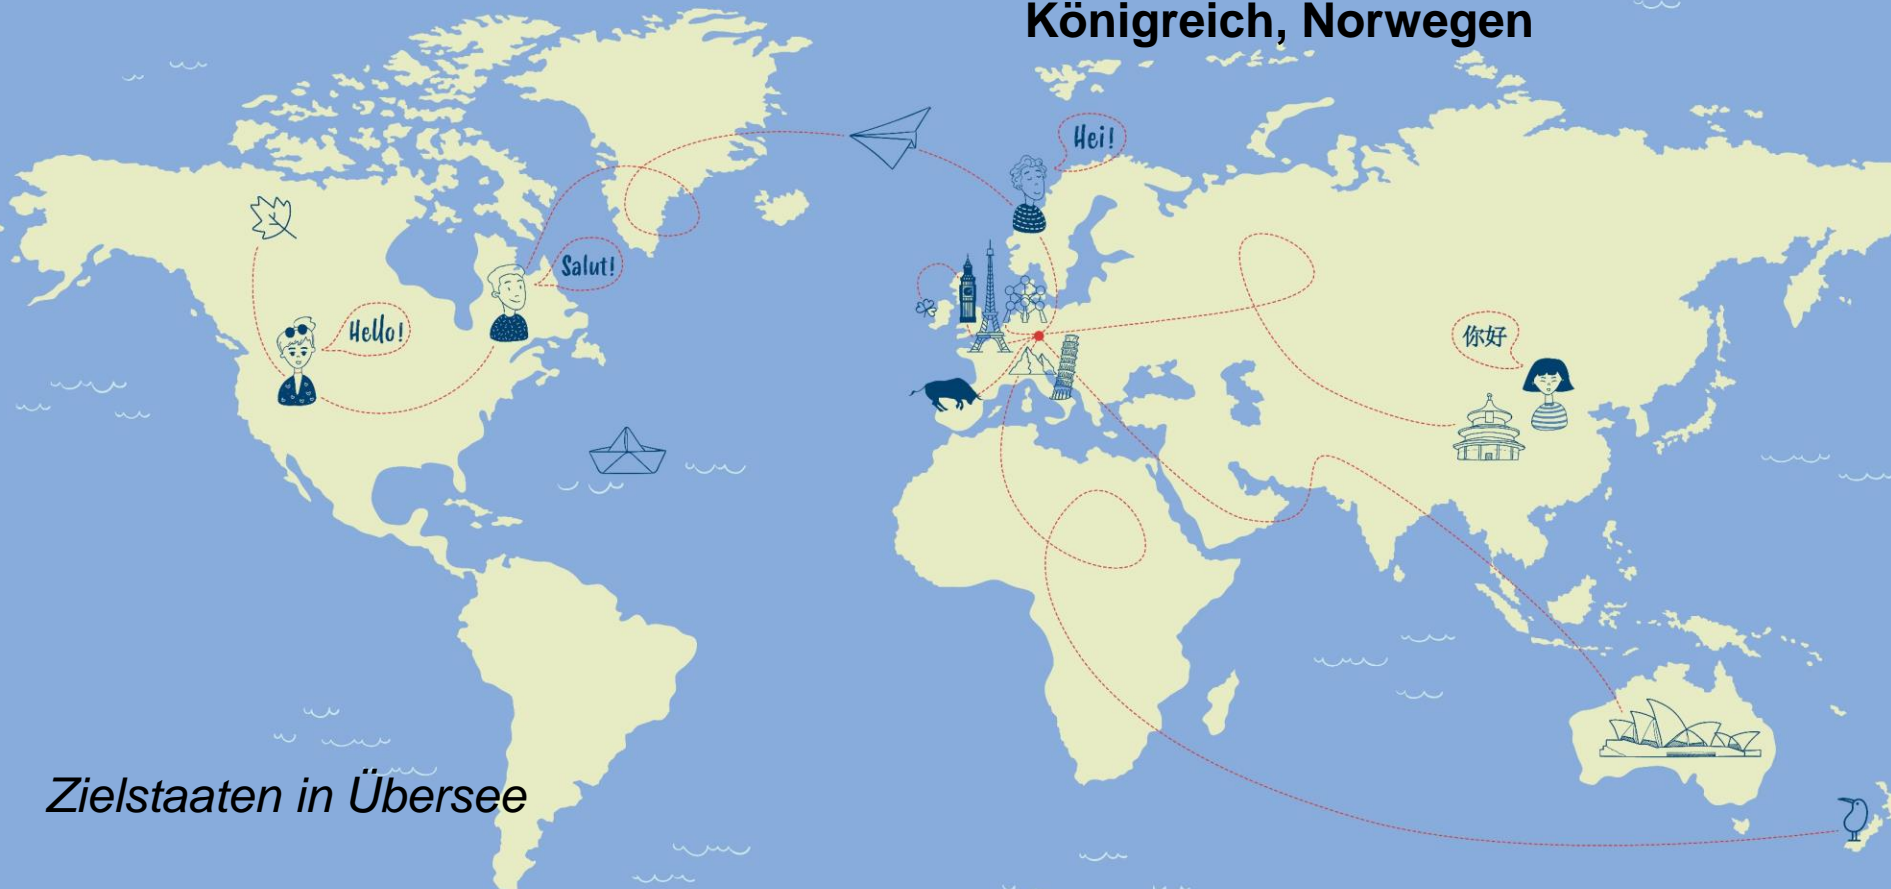 Königreich, Norwegen
Hei!
Salut!
Hello!
你好
Zielstaaten in Übersee